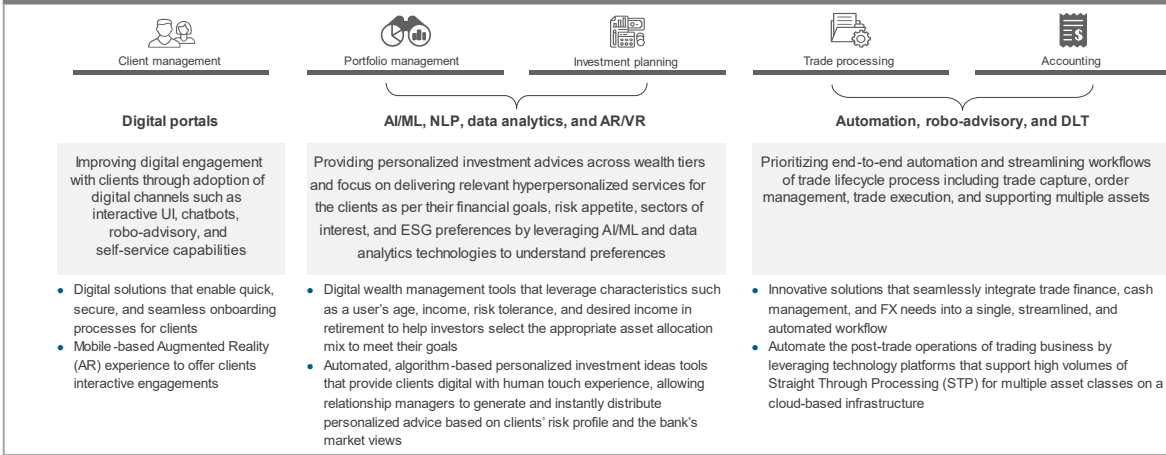 Client management
Portfolio management
Investment planning
Trade processing
Accounting
Digital portals
AI/ML, NLP, data analytics, and AR/VR
Automation, robo-advisory, and DLT
Improving digital engagement
with clients through adoption of
digital channels such as
interactive UI, chatbots,
robo-advisory, and
self-service capabilities
Providing personalized investment advices across wealth tiers
and focus on delivering relevant hyperpersonalized services for
the clients as per their financial goals, risk appetite, sectors of
interest, and ESG preferences by leveraging AI/ML and data
analytics technologies to understand preferences
Prioritizing end-to-end automation and streamlining workflows
of trade lifecycle process including trade capture, order
management, trade execution, and supporting multiple assets
• Digital solutions that enable quick,
secure, and seamless onboarding
processes for clients
• Mobile-based Augmented Reality
(AR) experience to offer clients
interactive engagements
• Digital wealth management tools that leverage characteristics such
as a user's age, income, risk tolerance, and desired income in
retirement to help investors select the appropriate asset allocation
mix to meet their goals
• Automated, algorithm-based personalized investment ideas tools
that provide clients digital with human touch experience, allowing
relationship managers to generate and instantly distribute
personalized advice based on clients' risk profile and the bank's
market views
• Innovative solutions that seamlessly integrate trade finance, cash
management, and FX needs into a single, streamlined, and
automated workflow
• Automate the post-trade operations of trading business by
leveraging technology platforms that support high volumes of
Straight Through Processing (STP) for multiple asset classes on a
cloud-based infrastructure